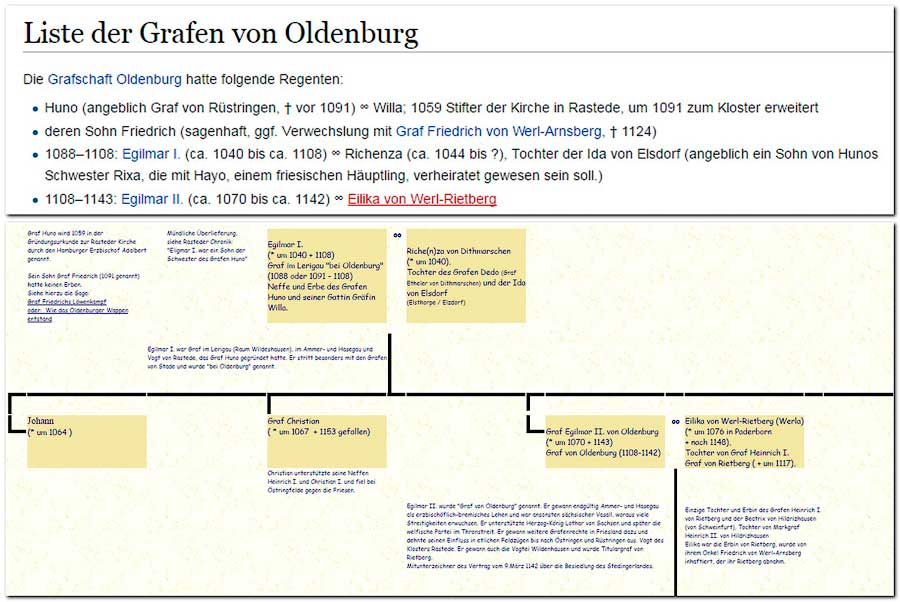 Liste der Grafen von Oldenburg
Die Grafschaft Oldenburg hatte folgende Regenten:
Huno (angeblich Graf von Rüstringen, † vor 1091) ⚭ Willa; 1059 Stifter der Kirche in Rastede, um 1091 zum Kloster erweitert
deren Sohn Friedrich (sagenhaft, ggf. Verwechslung mit Graf Friedrich von Werl-Arnsberg, † 1124)
1088–1108: Egilmar I. (ca. 1040 bis ca. 1108) ⚭ Richenza (ca. 1044 bis ?), Tochter der Ida von Elsdorf (angeblich ein Sohn von Hunos
Schwester Rixa, die mit Hayo, einem friesischen Häuptling, verheiratet gewesen sein soll.)
1108–1143: Egilmar II. (ca. 1070 bis ca. 1142) ⚭ Eilika von Werl-Rietberg
Graf Huno wird 1059 in der
Gründungsurkunde zur Rasteder Kirche
durch den Hamburger Erzbischof Adalbert
genannt.
Sein Sohn Graf Friedrich (1091 genannt)
hatte keinen Erben.
Siehe hierzu die Sage:
Graf Friedrichs Löwenkampf
oder: Wie das Oldenburger Wappen
entstand
Mündliche Überlieferung,
siehe Rasteder Chronik:
"Eligmar I. war ein Sohn der
Schwester des Grafen Huno"
Egilmar I.
(* um 1040 + 1108)
Graf im Lerigau "bei Oldenburg"
(1088 oder 1091 - 1108)
Neffe und Erbe des Grafen
Huno und seiner Gattin Gräfin
Willa.
∞
Riche(n)za von Dithmarschen
(* um 1040),
Tochter des Grafen Dedo (Graf
Etheler von Dithmarschen) und der Ida
von Elsdorf
(Elsthorpe / Elzdorf)
Egilmar I. war Graf im Lerigau (Raum Wildeshausen), im Ammer- und Hasegau und
Vogt von Rastede, das Graf Huno gegründet hatte. Er stritt besonders mit den Grafen
von Stade und wurde "bei Oldenburg" genannt.
Johann
(* um 1064 )
Graf Christian
( * um 1067 + 1153 gefallen)
Christian unterstützte seine Neffen
Heinrich I. und Christian I. und fiel bei
Östringfelde gegen die Friesen.
Graf Egilmar II. von Oldenburg
(* um 1070 + 1143)
Graf von Oldenburg (1108-1142)
∞
Eilika von Werl-Rietberg (Werla)
(* um 1076 in Paderborn
+ nach 1148),
Tochter von Graf Heinrich I.
Graf von Rietberg ( + um 1117).
Egilmar II. wurde "Graf von Oldenburg" genannt. Er gewann endgültig Ammer- und Hasegau
als erzbischöflich-bremisches Lehen und war ansonsten sächsischer Vasall, woraus viele
Streitigkeiten erwuchsen. Er unterstützte Herzog-König Lothar von Sachsen und später die
welfische Partei im Thronstreit. Er gewann weitere Grafenrechte in Friesland dazu und
dehnte seinen Einfluss in etlichen Feldzügen bis nach Östringen und Rüstringen aus. Vogt des
Klosters Rastede. Er gewann auch die Vogtei Wildenhausen und wurde Titulargraf von
Rietberg.
Mitunterzeichner des Vertrag vom 9.März 1142 über die Besiedlung des Stedingerlandes.
Einzige Tochter und Erbin des Grafen Heinrich I.
von Rietberg und der Beatrix von Hildrizhausen
(von Schweinfurt), Tochter von Markgraf
Heinrich II. von Hildrizhausen
Eilika war die Erbin von Rietberg, wurde von
ihrem Onkel Friedrich von Werl-Arnsberg
inhaftiert, der ihr Rietberg abnahm.